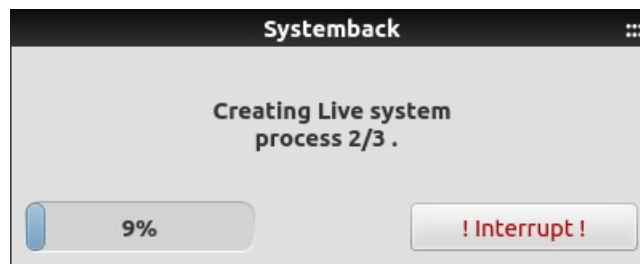 Systemback
Creating Live system
process 2/3 .
9%
! Interrupt !